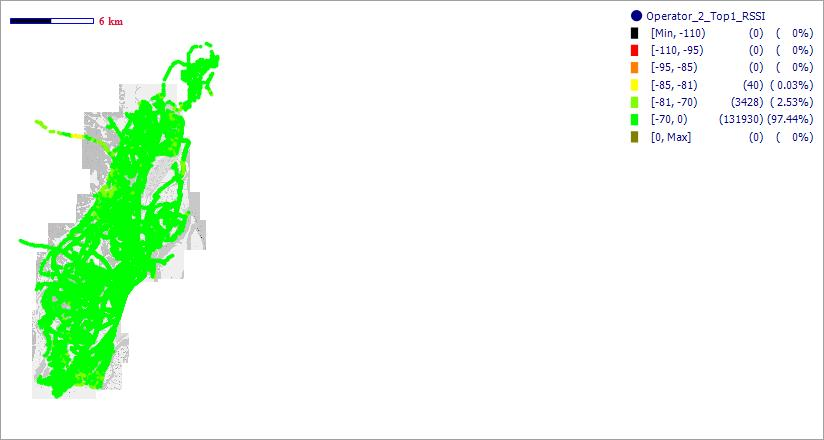 6 km
Operator_2_Top1_RSSI
[Min, -110) (0) ( 0%)
[-110, -95) (0) ( 0%)
[-95, -85) (0) ( 0%)
[-85, -81) (40) ( 0.03%)
[-81, -70) (3428) ( 2.53%)
[-70, 0) (131930) (97.44%)
[0, Max] (0) ( 0%)